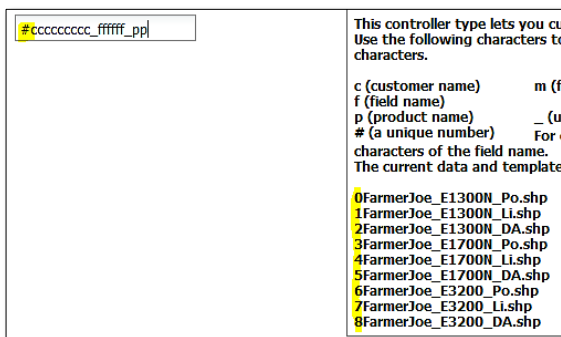 #ccccccccc_ffffff_pp
This controller type lets you cu
Use the following characters to
characters.
c (customer name) m (f
f (field name)
p (product name) _ (u
# (a unique number) For
characters of the field name.
The current data and template
0FarmerJoe_E1300N_Po.shp
1FarmerJoe_E1300N_Li.shp
2FarmerJoe_E1300N_DA.shp
3FarmerJoe_E1700N_Po.shp
4FarmerJoe_E1700N_Li.shp
5FarmerJoe_E1700N_DA.shp
6FarmerJoe_E3200_Po.shp
7FarmerJoe_E3200_Li.shp
8FarmerJoe_E3200_DA.shp